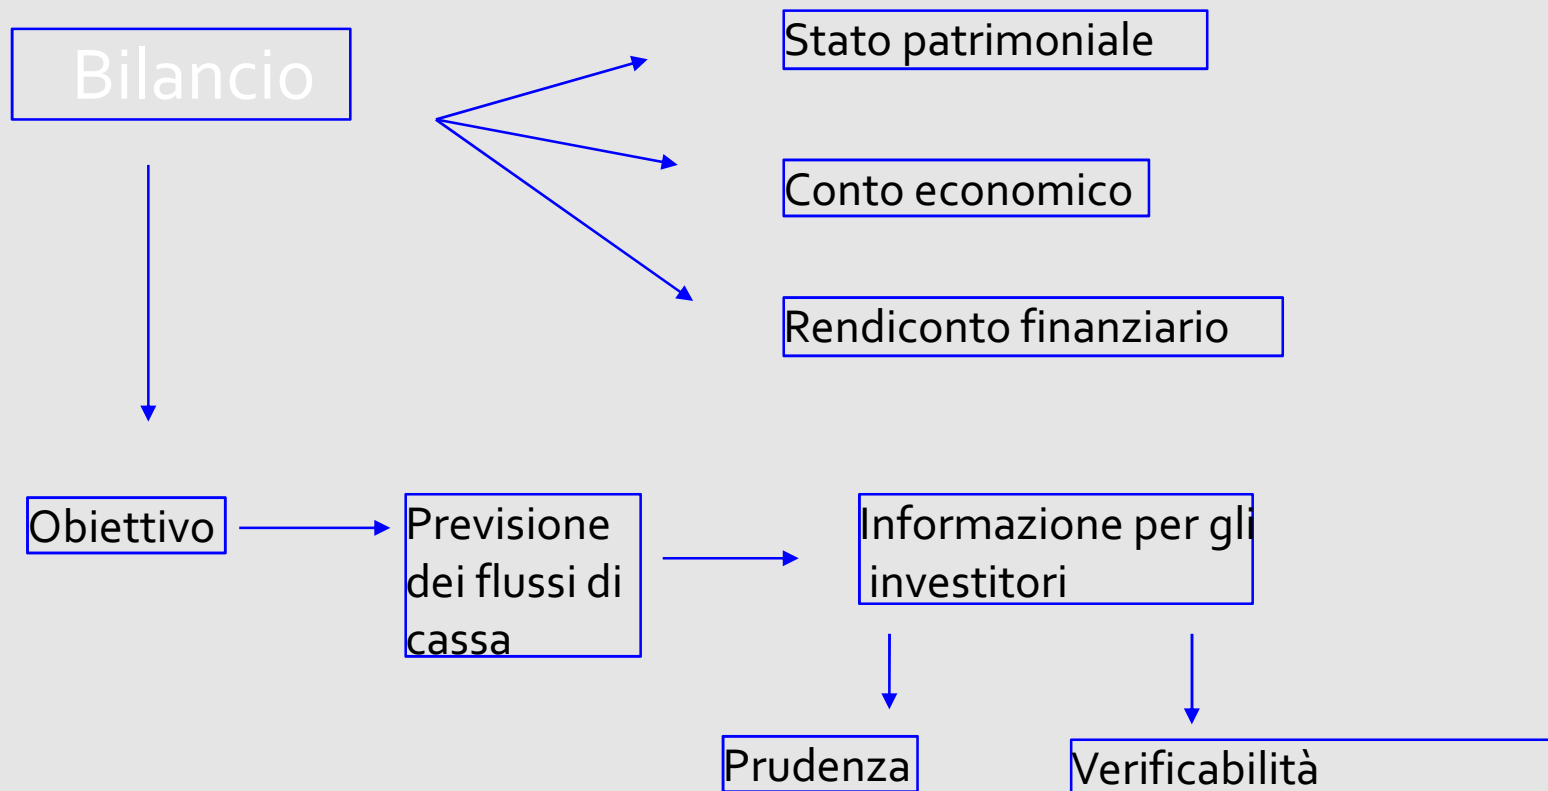 Bilancio
Stato patrimoniale
Conto economico
Rendiconto finanziario
Obiettivo
Previsione
dei flussi di
cassa
Informazione per gli
investitori
Prudenza
Verificabilità